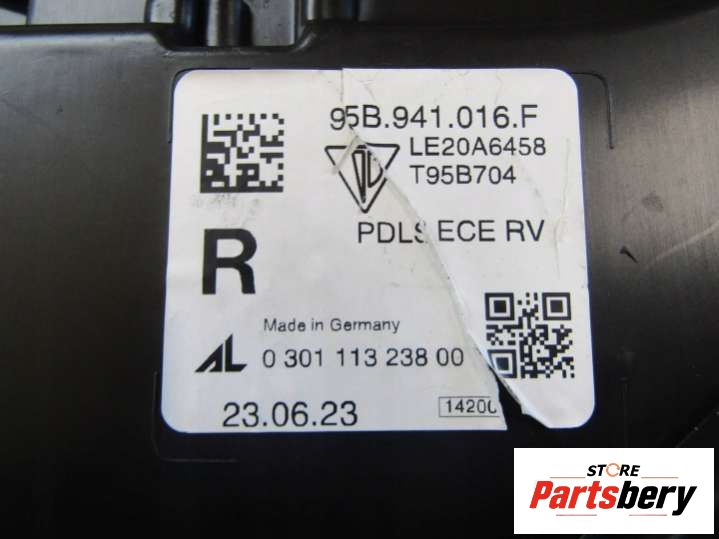 95B.941.016.F
LE20A6458
T95B704
R
PDLS ECE RV
Made in Germany
AL 0 301 113 238 00
23.06.23
STORE
Partsbery